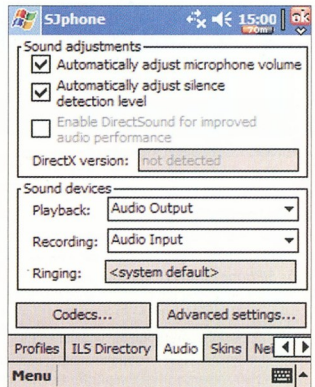 SJphone 15:00 ok
70m
Sound adjustments
Automatically adjust microphone volume
Automatically adjust silence
detection level
Enable DirectSound for improved
audio performance
DirectX version: not detected
Sound devices
Playback: Audio Output
Recording: Audio Input
Ringing: <system default>
Codecs... Advanced settings...
Profiles ILS Directory Audio Skins Nei
Menu